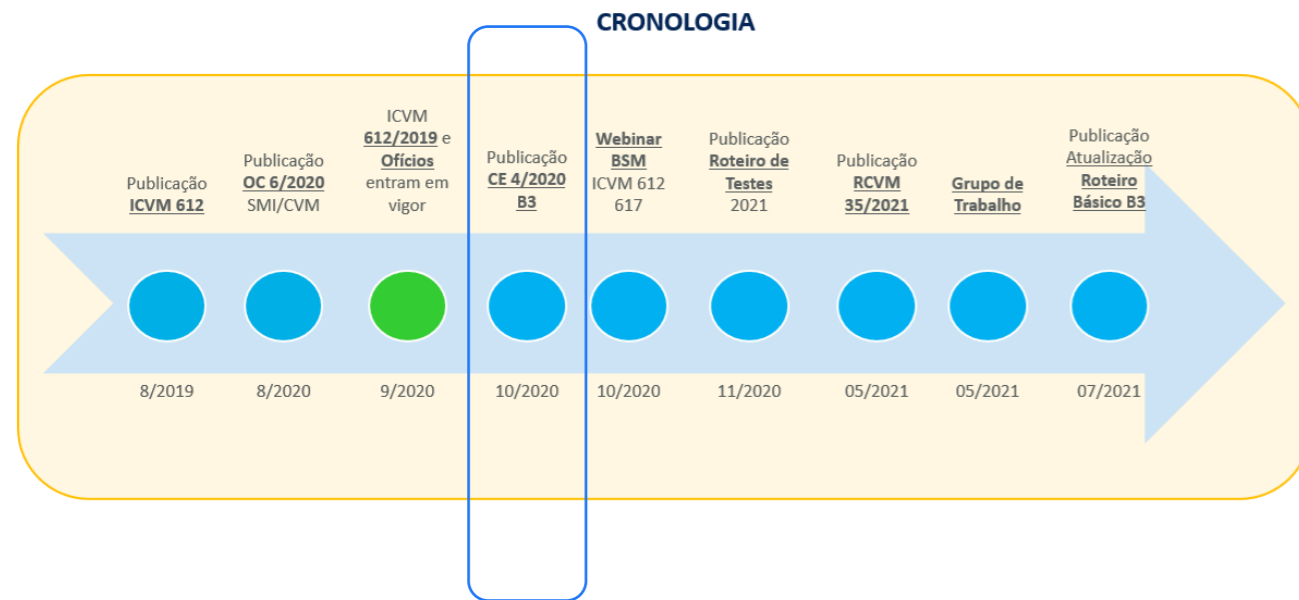 CRONOLOGIA
Publicação
ICVM 612
8/2019
Publicação
OC 6/2020
SMI/CVM
8/2020
ICVM
612/2019 e
Ofícios
entram em
vigor
9/2020
Publicação
CE 4/2020
B3
10/2020
Webinar
BSM
ICVM 612
617
10/2020
Publicação
Roteiro de
Testes
2021
11/2020
Publicação
RCVM
35/2021
05/2021
Grupo de
Trabalho
05/2021
Publicação
Atualização
Roteiro
Básico B3
07/2021